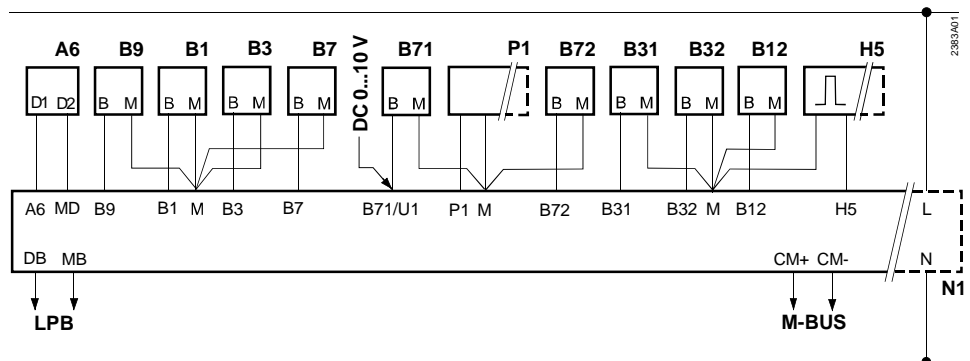 A6 B9 B1 B3 B7 DC 0...10 V B71 P1 B72 B31 B32 B12 H5 2383A01
D1 D2 B M B M B M B M B M B M B M B M B M
A6 MD B9 B1 M B3 B7 B71/U1 P1 M B72 B31 B32 M B12 H5 L
DB MB CM+ CM- N
N1
LPB M-BUS